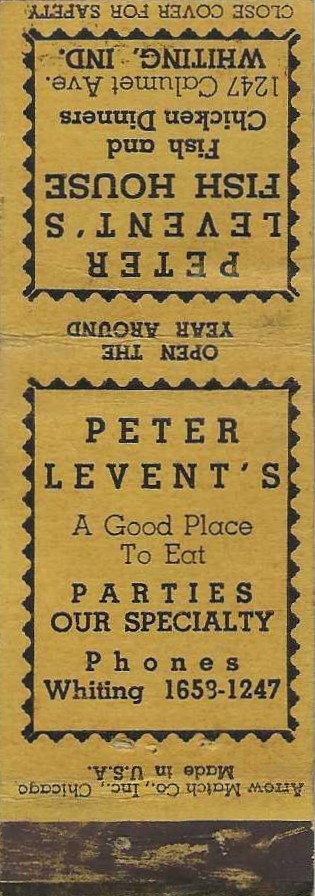 CLOSE COVER FOR SAFETY
PETER
LEVENT'S
FISH HOUSE
Fish and
Chicken Dinners
1247 Calumet Ave.
WHITING, IND.
OPEN THE
YEAR AROUND
PETER
LEVENT'S
A Good Place
To Eat
PARTIES
OUR SPECIALTY
Phones
Whiting 1658-1247
Arrow Match Co., Inc., Chicago
Made in U.S.A.